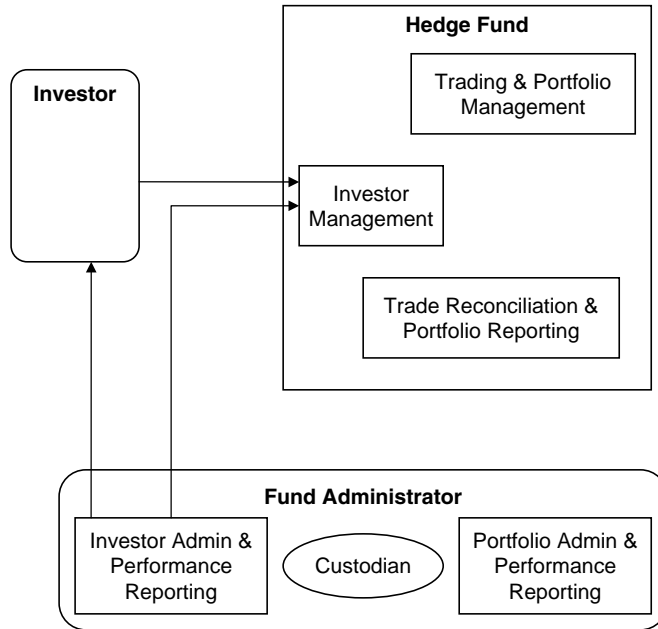 Hedge Fund
Trading & Portfolio
Management
Investor
Investor
Management
Trade Reconciliation &
Portfolio Reporting
Fund Administrator
Investor Admin &
Performance
Reporting
Custodian
Portfolio Admin &
Performance
Reporting